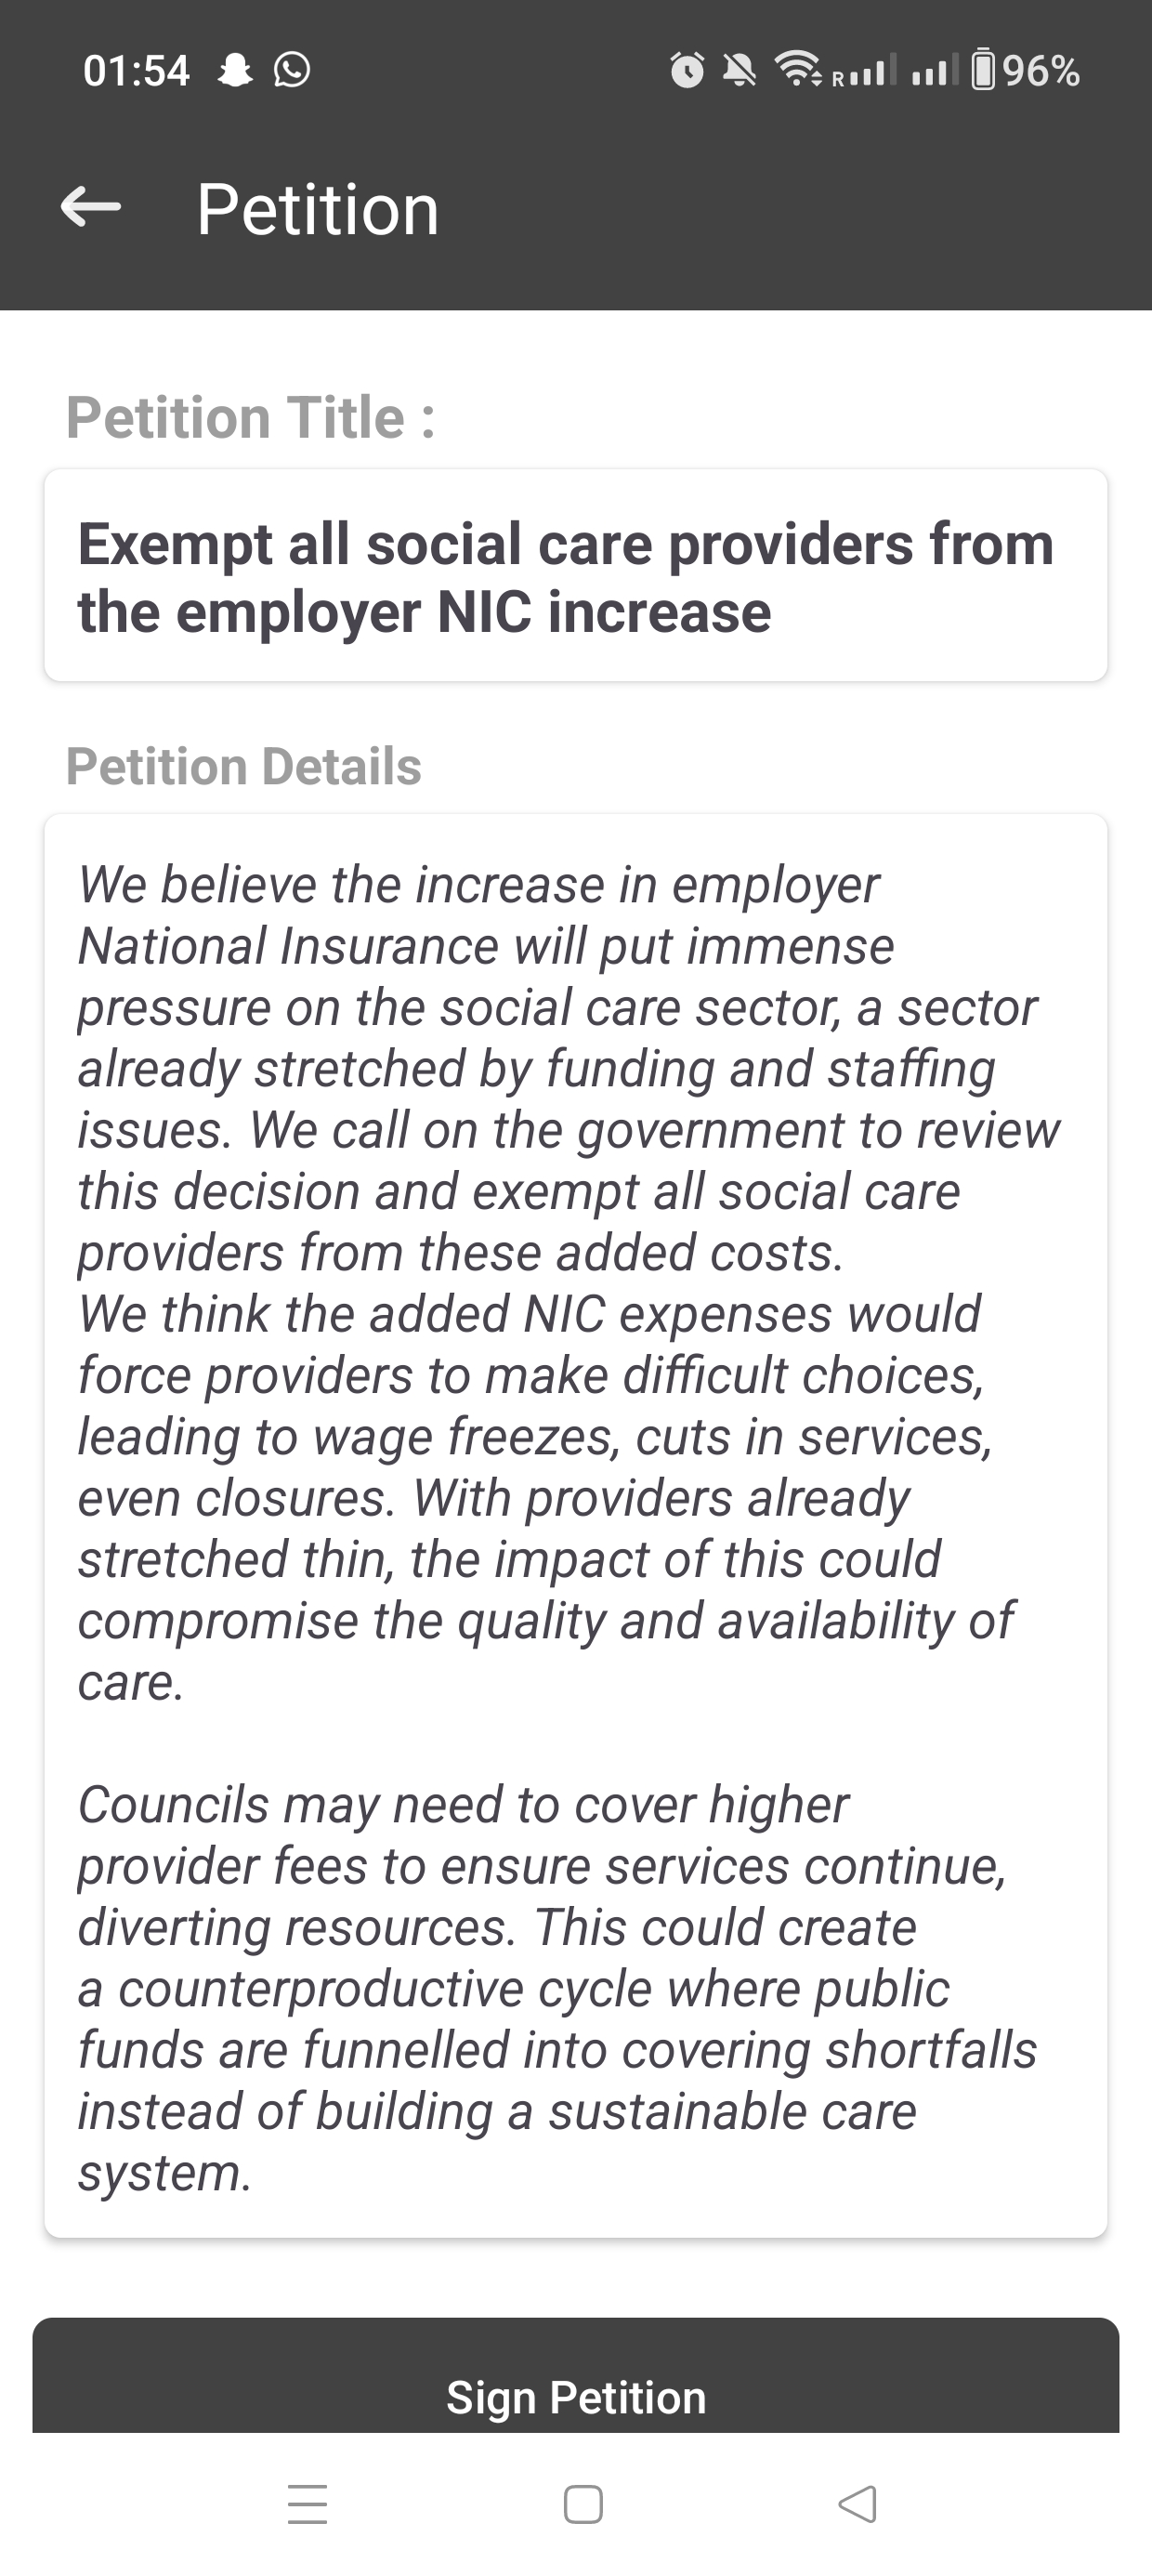 01:54
R
96%
Petition
Petition Title :
Exempt all social care providers from
the employer NIC increase
Petition Details
We believe the increase in employer
National Insurance will put immense
pressure on the social care sector, a sector
already stretched by funding and staffing
issues. We call on the government to review
this decision and exempt all social care
providers from these added costs.
We think the added NIC expenses would
force providers to make difficult choices,
leading to wage freezes, cuts in services,
even closures. With providers already
stretched thin, the impact of this could
compromise the quality and availability of
care.
Councils may need to cover higher
provider fees to ensure services continue,
diverting resources. This could create
a counterproductive cycle where public
funds are funnelled into covering shortfalls
instead of building a sustainable care
system.
Sign Petition